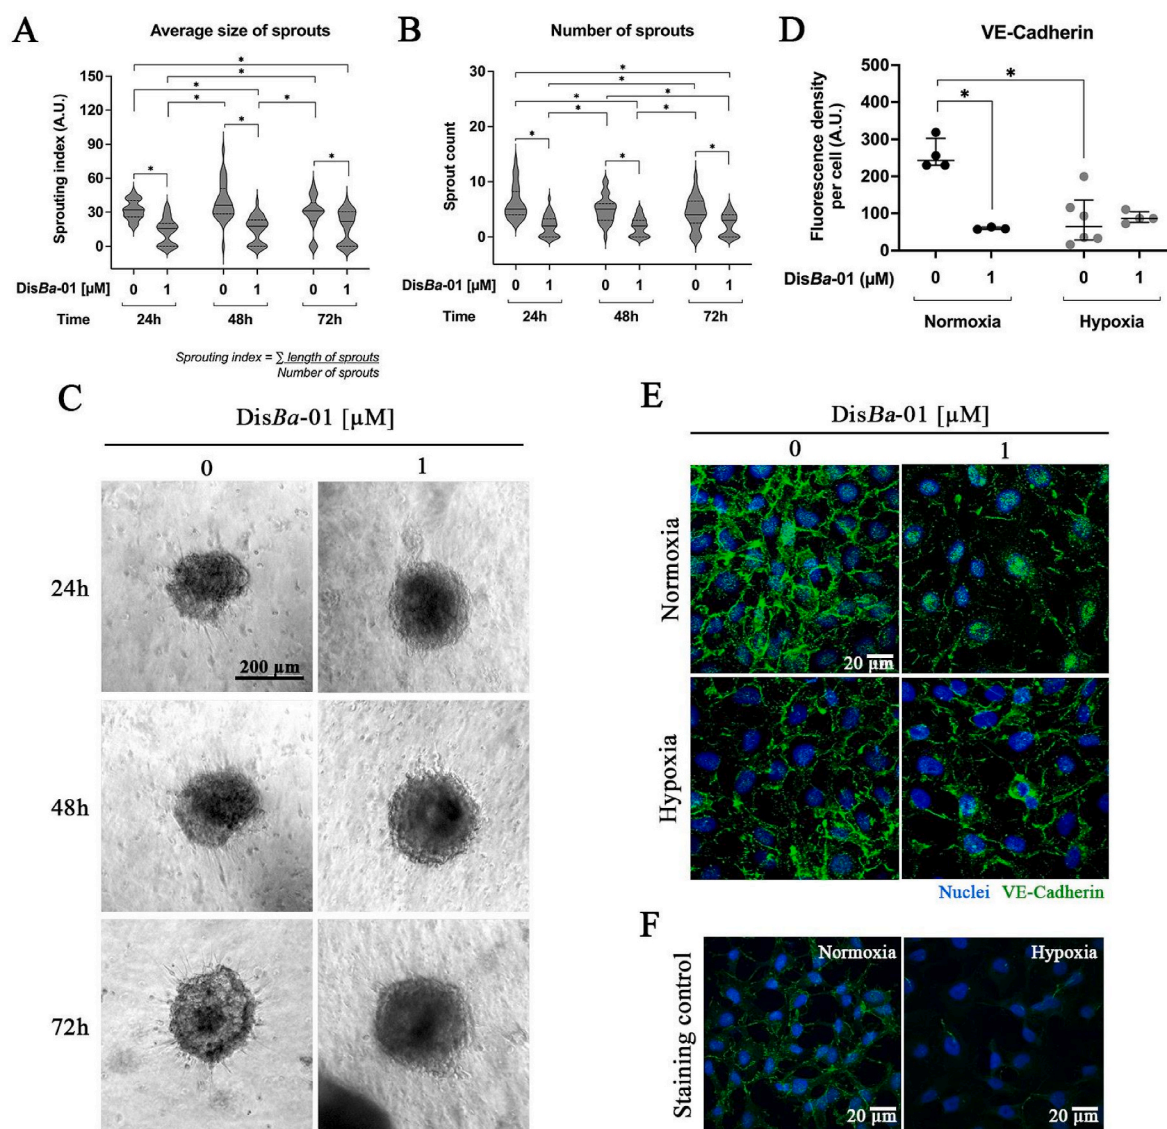 A
Average size of sprouts
Sprouting index (A.U.)
150
120
90
60
30
0
* * * * * * * *
DisBa-01 [µM]
0 1 0 1 0 1
Time
24h 48h 72h
Sprouting index = ∑ length of sprouts
Number of sprouts
B
Number of sprouts
Sprout count
30
20
10
0
* * * * * * * * *
DisBa-01 [µM]
0 1 0 1 0 1
Time
24h 48h 72h
D
VE-Cadherin
Fluorescence density
per cell (A.U.)
500
400
300
200
100
0
* *
DisBa-01 (µM)
0 1 0 1
Normoxia Hypoxia
C
DisBa-01 [µM]
0 1
24h
200 µm
48h
72h
E
DisBa-01 [µM]
0 1
Normoxia
20 µm
Hypoxia
Nuclei VE-Cadherin
F
Staining control
Normoxia
20 µm
Hypoxia
20 µm